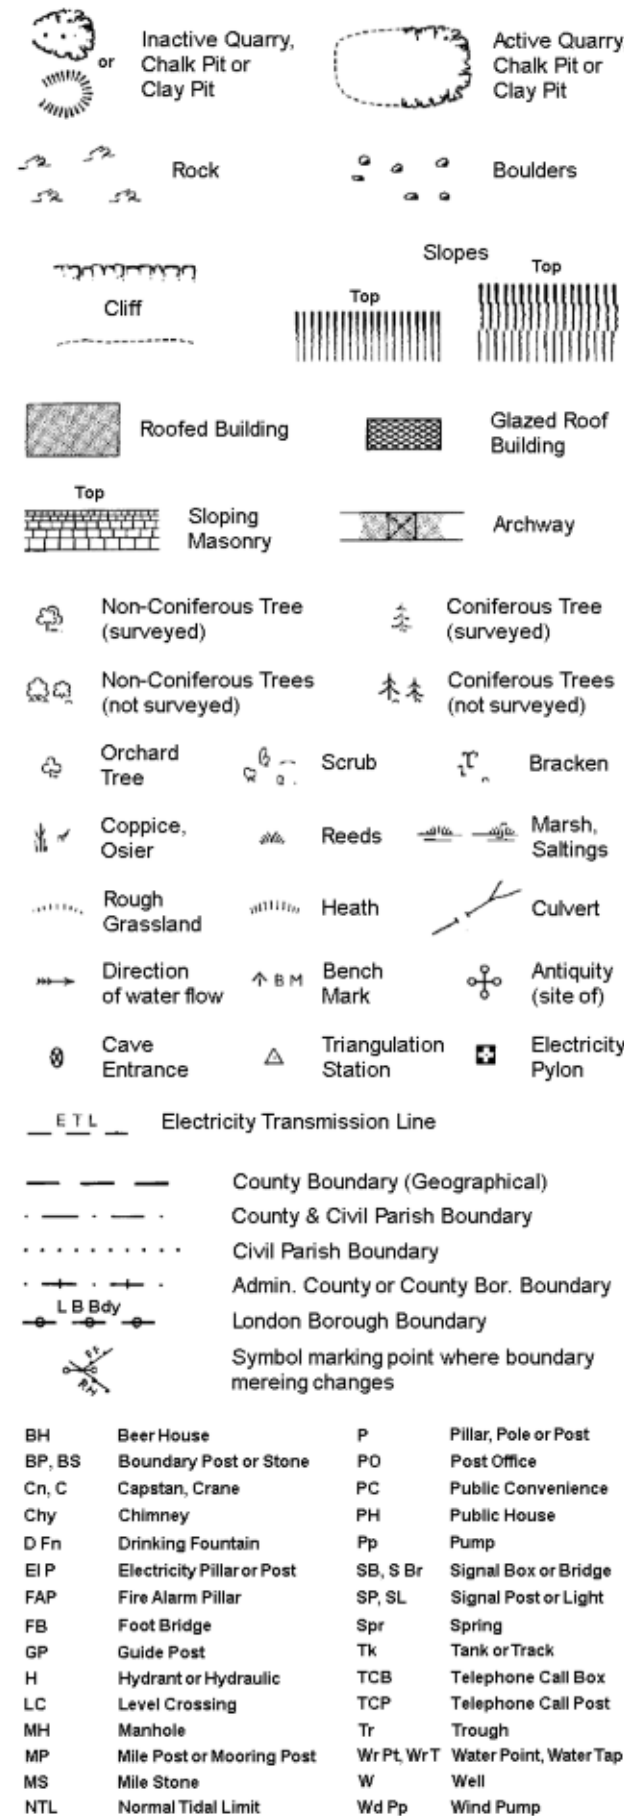 or
Inactive Quarry,
Chalk Pit or
Clay Pit
Active Quarry
Chalk Pit or
Clay Pit
Rock
Boulders
Slopes
Top
Top
Cliff
Roofed Building
Glazed Roof
Building
Top
Sloping
Masonry
Archway
Non-Coniferous Tree
(surveyed)
Coniferous Tree
(surveyed)
Non-Coniferous Trees
(not surveyed)
Coniferous Trees
(not surveyed)
Orchard
Tree
Scrub
Bracken
Coppice,
Osier
Reeds
Marsh,
Saltings
Rough
Grassland
Heath
Culvert
Direction
of water flow
B M
Bench
Mark
Antiquity
(site of)
Cave
Entrance
Triangulation
Station
Electricity
Pylon
E T L
Electricity Transmission Line
County Boundary (Geographical)
County & Civil Parish Boundary
Civil Parish Boundary
Admin. County or County Bor. Boundary
L B Bdy
London Borough Boundary
Symbol marking point where boundary
mereing changes
FF
RH
BH Beer House P Pillar, Pole or Post
BP, BS Boundary Post or Stone PO Post Office
Cn, C Capstan, Crane PC Public Convenience
Chy Chimney PH Public House
D Fn Drinking Fountain Pp Pump
El P Electricity Pillar or Post SB, S Br Signal Box or Bridge
FAP Fire Alarm Pillar SP, SL Signal Post or Light
FB Foot Bridge Spr Spring
GP Guide Post Tk Tank or Track
H Hydrant or Hydraulic TCB Telephone Call Box
LC Level Crossing TCP Telephone Call Post
MH Manhole Tr Trough
MP Mile Post or Mooring Post Wr Pt, Wr T Water Point, Water Tap
MS Mile Stone W Well
NTL Normal Tidal Limit Wd Pp Wind Pump